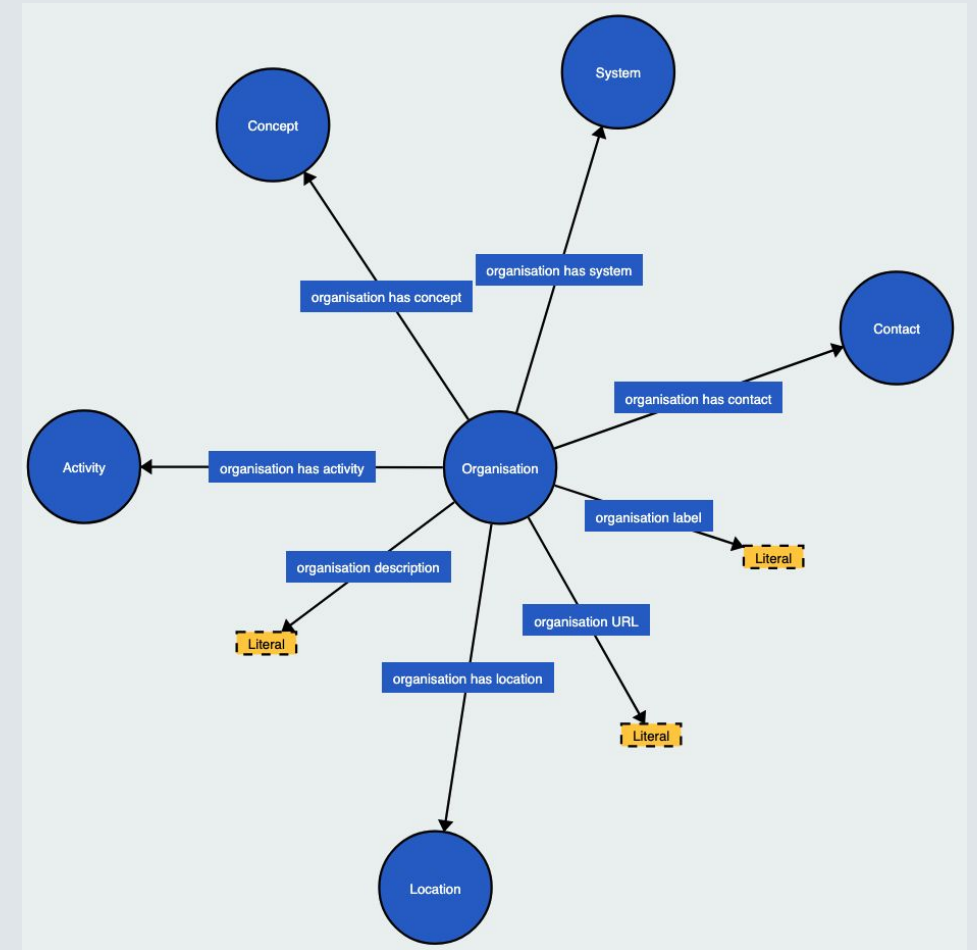 System
Concept
organisation has system
organisation has concept
Contact
organisation has contact
Activity
organisation has activity
Organisation
organisation label
Literal
organisation description
organisation URL
Literal
organisation has location
Literal
Location